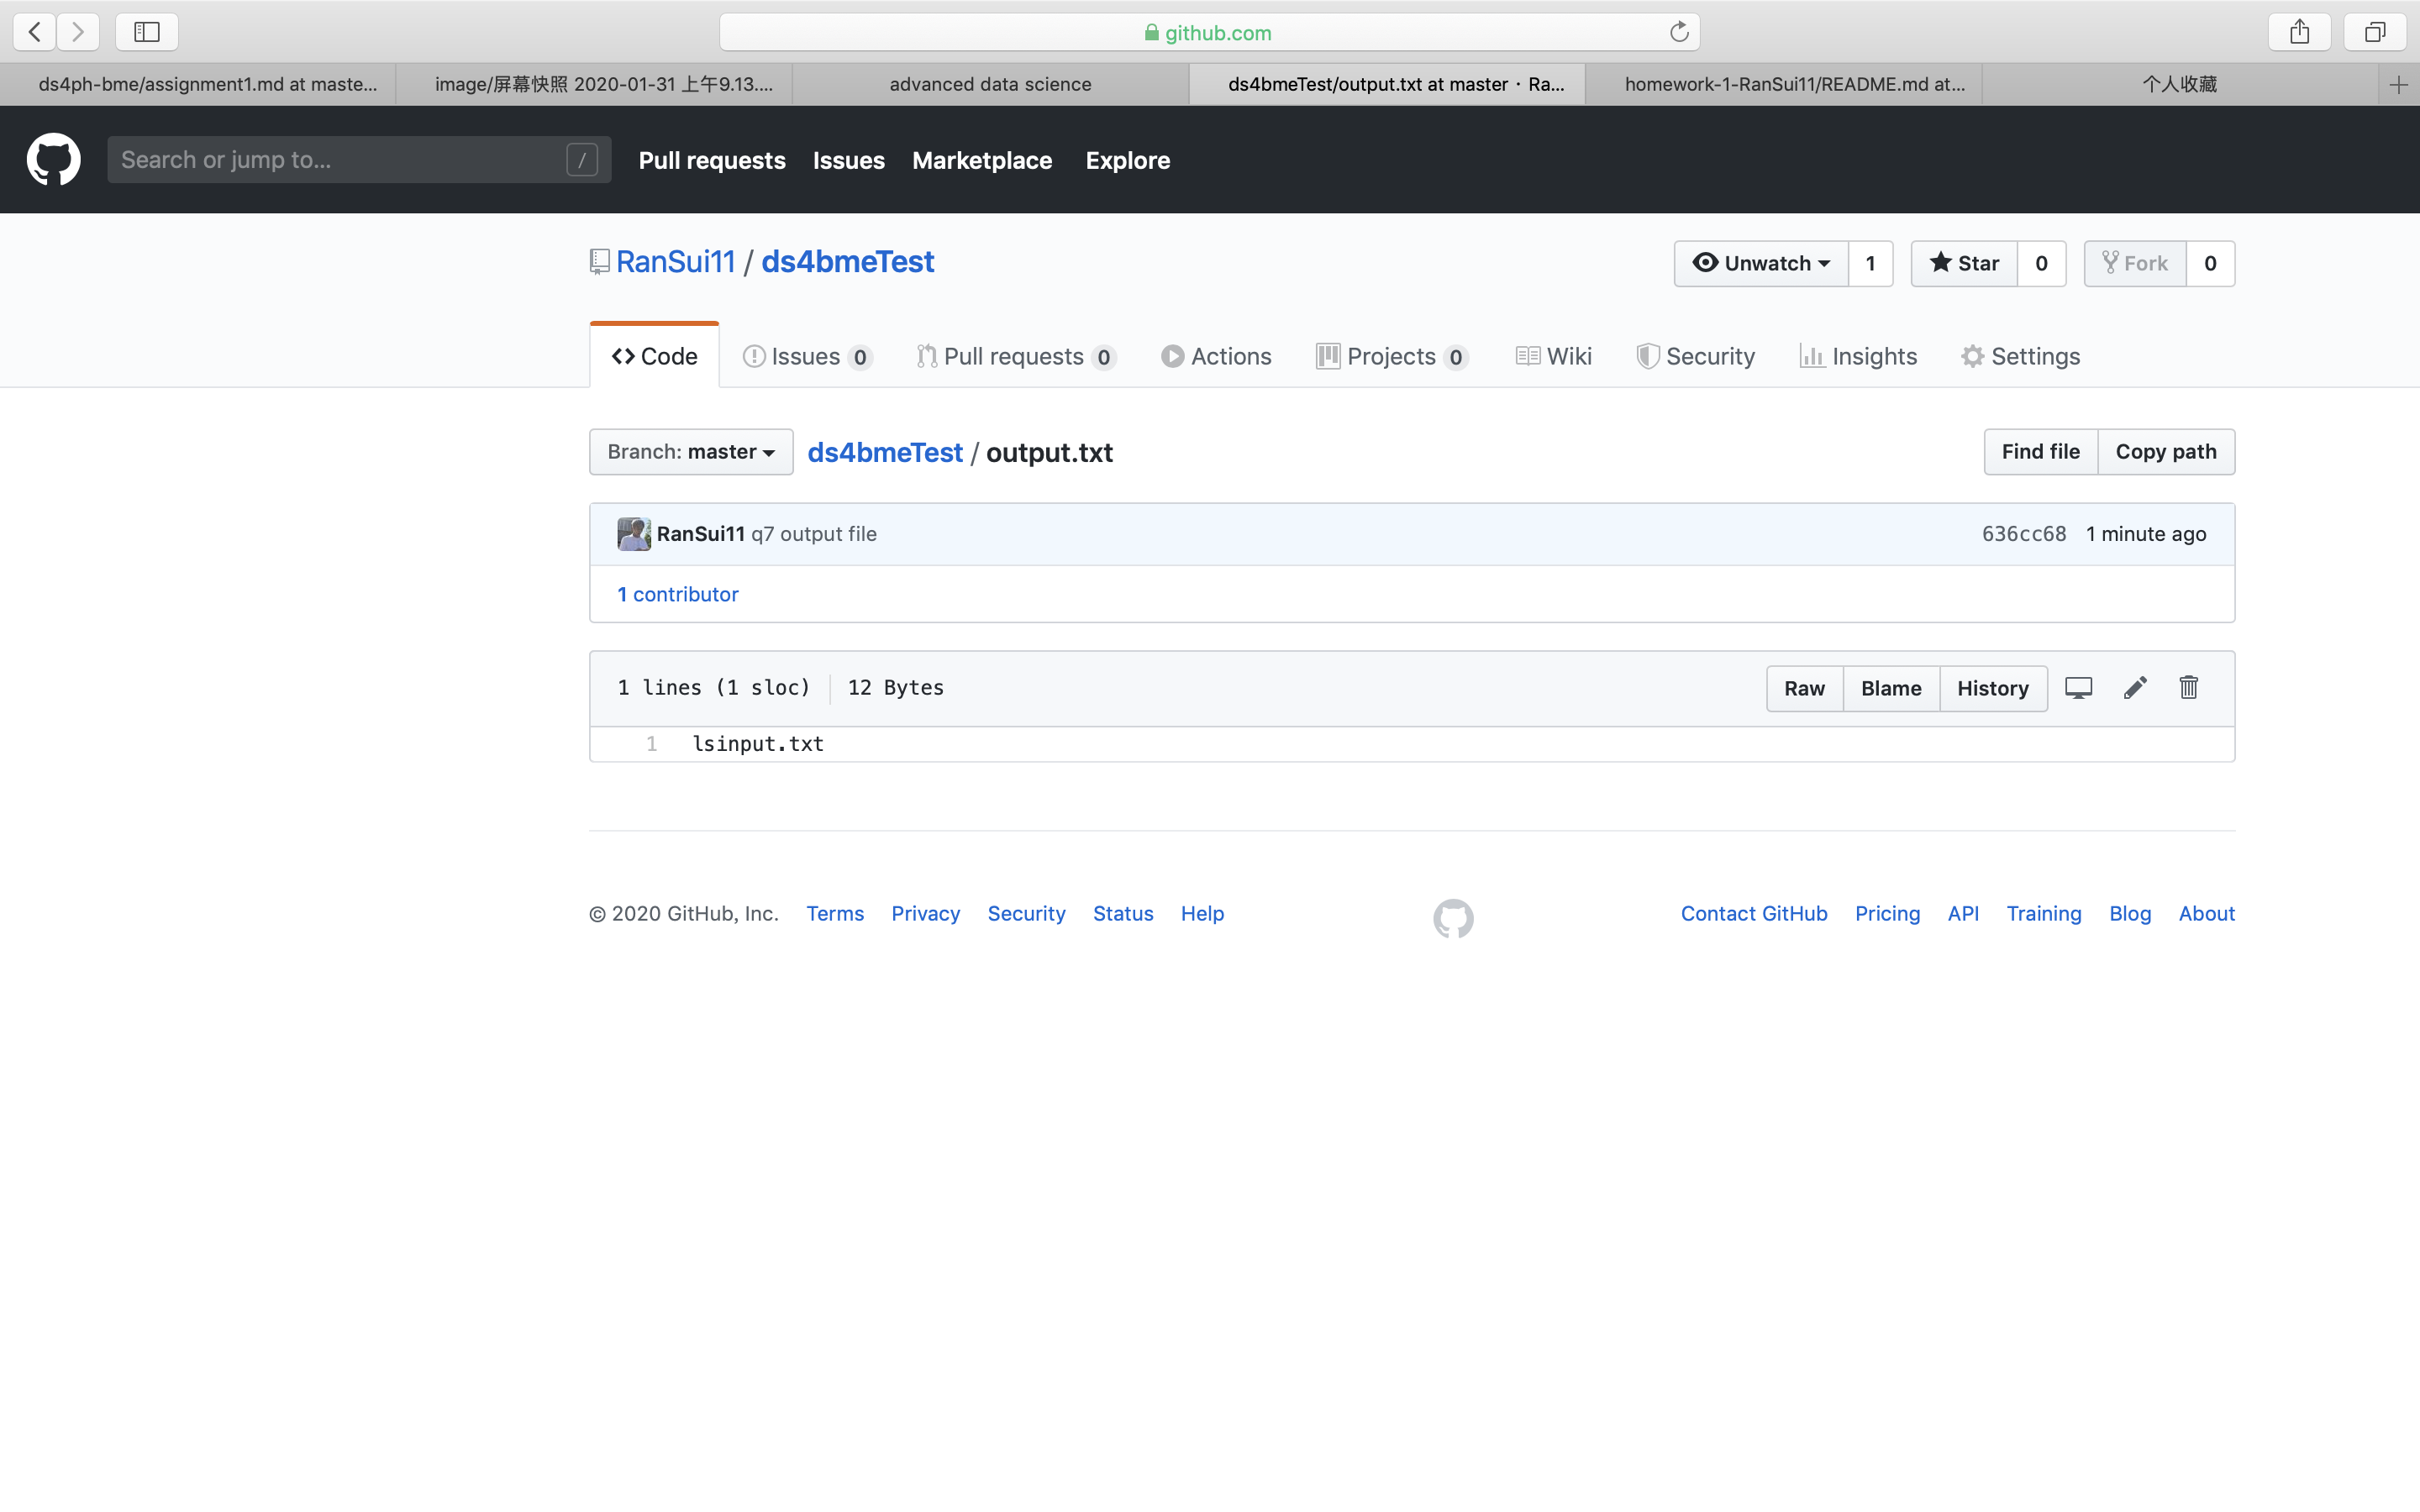 github.com
ds4ph-bme/assignment1.md at maste...
image/屏幕快照 2020-01-31 上午9.13....
advanced data science
ds4bmeTest/output.txt at master · Ra...
homework-1-RanSui11/README.md at...
个人收藏
Search or jump to... /
Pull requests Issues Marketplace Explore
RanSui11 / ds4bmeTest
Unwatch 1 Star 0 Fork 0
Code Issues 0 Pull requests 0 Actions Projects 0 Wiki Security Insights Settings
Branch: master ds4bmeTest / output.txt Find file Copy path
RanSui11 q7 output file 636cc68 1 minute ago
1 contributor
1 lines (1 sloc) 12 Bytes Raw Blame History
1 lsinput.txt
© 2020 GitHub, Inc. Terms Privacy Security Status Help Contact GitHub Pricing API Training Blog About